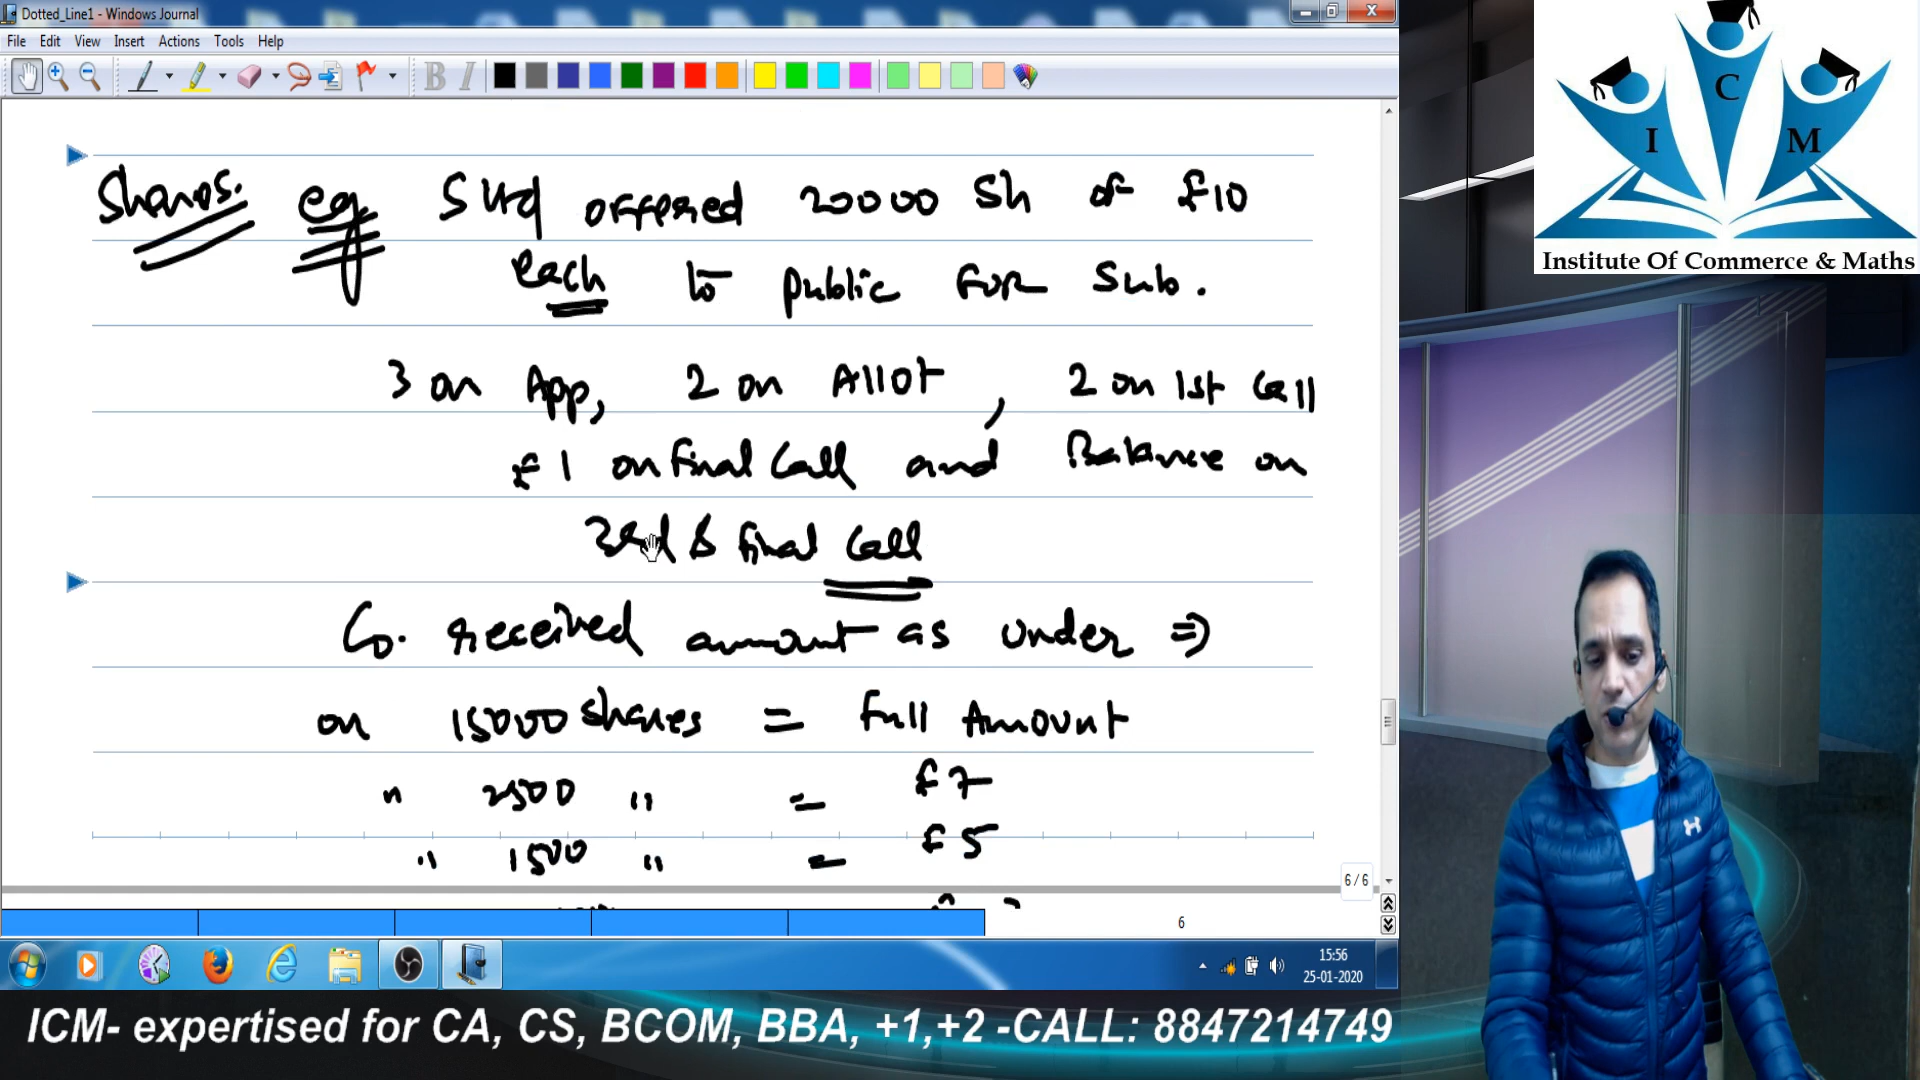 Dotted_Line1 - Windows Journal
File Edit View Insert Actions Tools Help
B I
Shares. eg offered 20000 Sh of ₹10
each to public for Sub.
3 on App, 2 on Allot, 2 on 1st Call
₹1 on final Call and Balance on
& final Call
Co. received amount as under ⇒
on 15000 shares = full Amount
" 2500 " = ₹7
" 1500 " = ₹5
6/6
6
15:56
25-01-2020
I C M
Institute Of Commerce & Maths
ICM- expertised for CA, CS, BCOM, BBA, +1,+2 -CALL: 8847214749